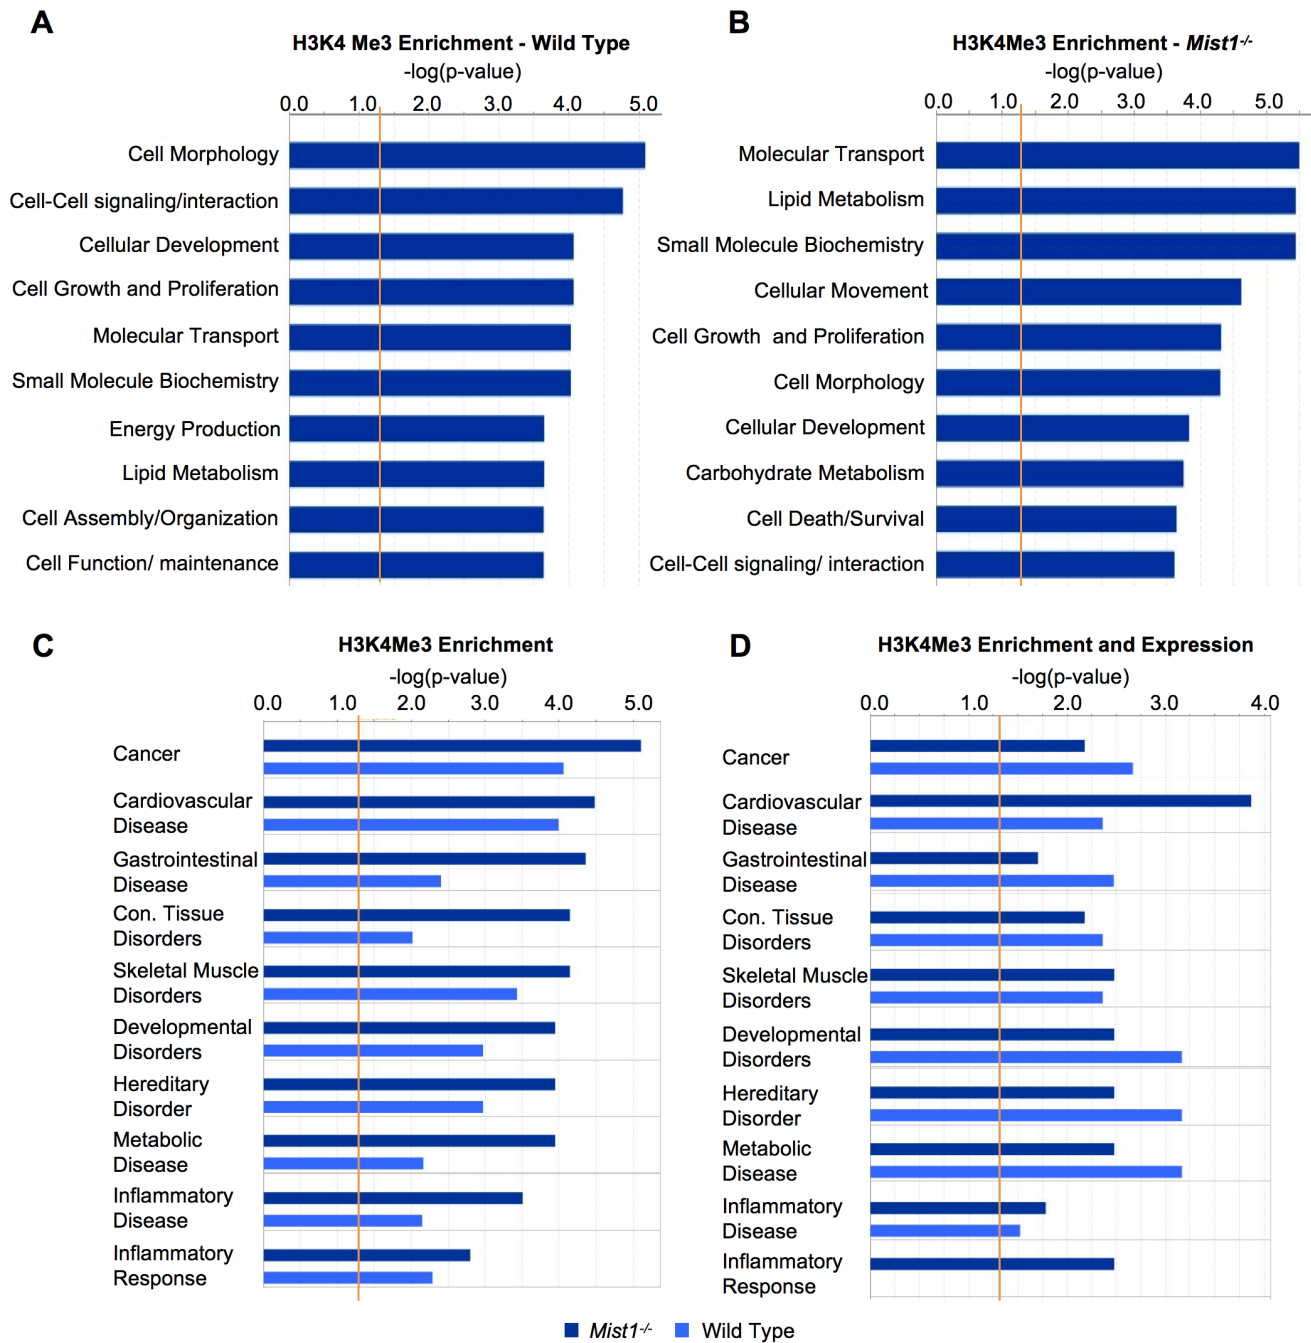 A
H3K4 Me3 Enrichment - Wild Type
-log(p-value)
0.0 1.0 2.0 3.0 4.0 5.0
Cell Morphology
Cell-Cell signaling/interaction
Cellular Development
Cell Growth and Proliferation
Molecular Transport
Small Molecule Biochemistry
Energy Production
Lipid Metabolism
Cell Assembly/Organization
Cell Function/ maintenance
B
H3K4Me3 Enrichment - Mist1-/-
-log(p-value)
0.0 1.0 2.0 3.0 4.0 5.0
Molecular Transport
Lipid Metabolism
Small Molecule Biochemistry
Cellular Movement
Cell Growth and Proliferation
Cell Morphology
Cellular Development
Carbohydrate Metabolism
Cell Death/Survival
Cell-Cell signaling/ interaction
C
H3K4Me3 Enrichment
-log(p-value)
0.0 1.0 2.0 3.0 4.0 5.0
Cancer
Cardiovascular
Disease
Gastrointestinal
Disease
Con. Tissue
Disorders
Skeletal Muscle
Disorders
Developmental
Disorders
Hereditary
Disorder
Metabolic
Disease
Inflammatory
Disease
Inflammatory
Response
D
H3K4Me3 Enrichment and Expression
-log(p-value)
0.0 1.0 2.0 3.0 4.0
Cancer
Cardiovascular
Disease
Gastrointestinal
Disease
Con. Tissue
Disorders
Skeletal Muscle
Disorders
Developmental
Disorders
Hereditary
Disorder
Metabolic
Disease
Inflammatory
Disease
Inflammatory
Response
Mist1-/- Wild Type